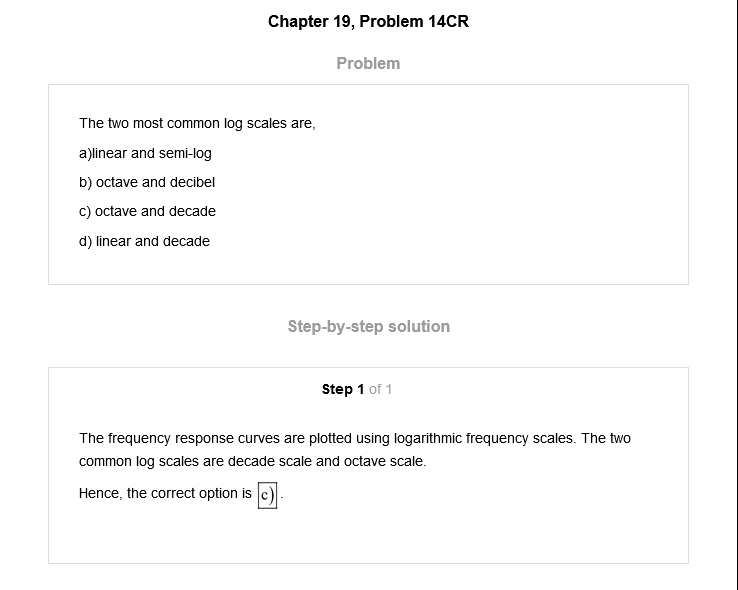 Chapter 19, Problem 14CR
Problem
The two most common log scales are,
a)linear and semi-log
b) octave and decibel
c) octave and decade
d) linear and decade
Step-by-step solution
Step 1 of 1
The frequency response curves are plotted using logarithmic frequency scales. The two
common log scales are decade scale and octave scale.
Hence, the correct option is c) .